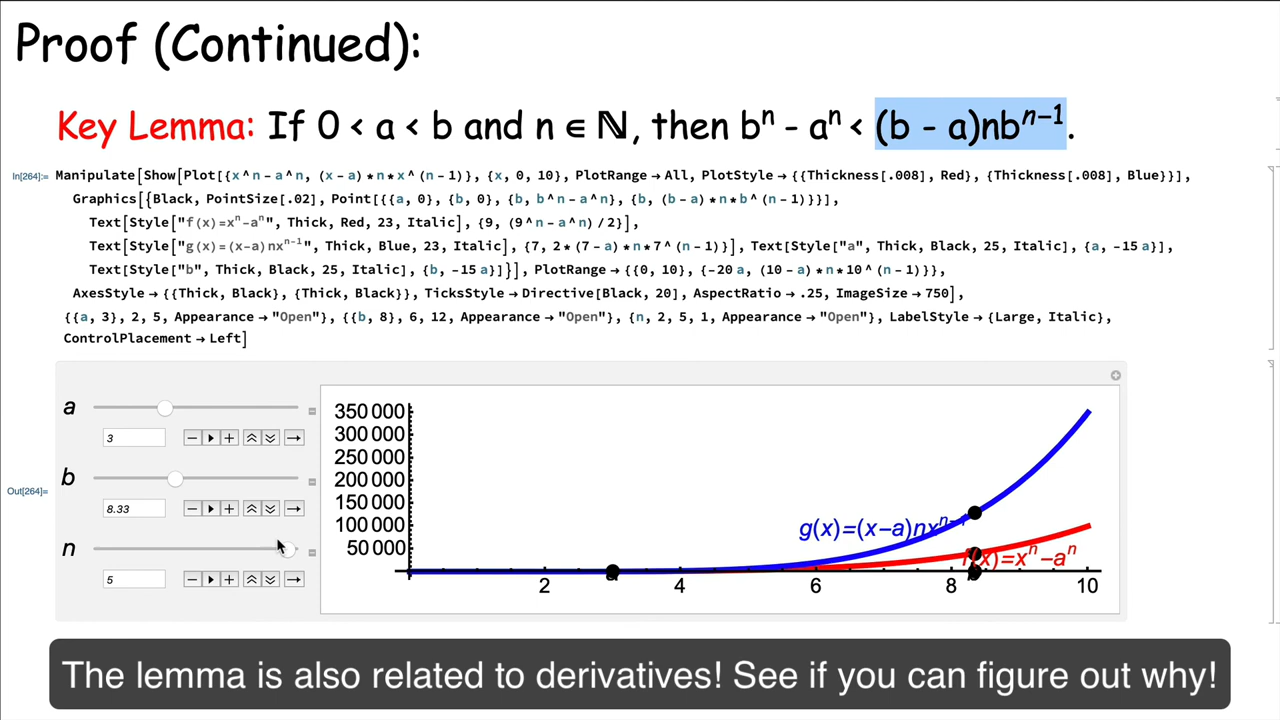 Proof (Continued):
Key Lemma: If 0 < a < b and n ∈ ℕ, then bⁿ - aⁿ < (b - a)nbⁿ⁻¹.
In[264]:= Manipulate[Show[Plot[{x^n-a^n, (x-a)*n*x^(n-1)}, {x, 0, 10}, PlotRange→All, PlotStyle→{{Thickness[.008], Red}, {Thickness[.008], Blue}}],
Graphics[{Black, PointSize[.02], Point[{{a, 0}, {b, 0}, {b, b^n-a^n}, {b, (b-a)*n*b^(n-1)}}],
Text[Style["f(x)=xⁿ-aⁿ", Thick, Red, 23, Italic], {9, (9^n-a^n)/2}],
Text[Style["g(x)=(x-a)nxⁿ⁻¹", Thick, Blue, 23, Italic], {7, 2*(7-a)*n*7^(n-1)}], Text[Style["a", Thick, Black, 25, Italic], {a, -15a}],
Text[Style["b", Thick, Black, 25, Italic], {b, -15a}]}], PlotRange→{{0, 10}, {-20a, (10-a)*n*10^(n-1)}},
AxesStyle→{{Thick, Black}, {Thick, Black}}, TicksStyle→Directive[Black, 20], AspectRatio→.25, ImageSize→750],
{{a, 3}, 2, 5, Appearance→"Open"}, {{b, 8}, 6, 12, Appearance→"Open"}, {n, 2, 5, 1, Appearance→"Open"}, LabelStyle→{Large, Italic},
ControlPlacement→Left]
Out[264]=
a
3
b
8.33
n
5
350 000
300 000
250 000
200 000
150 000
100 000
50 000
g(x)=(x-a)nxⁿ⁻¹
f(x)=xⁿ-aⁿ
2 4 6 8 10
The lemma is also related to derivatives! See if you can figure out why!